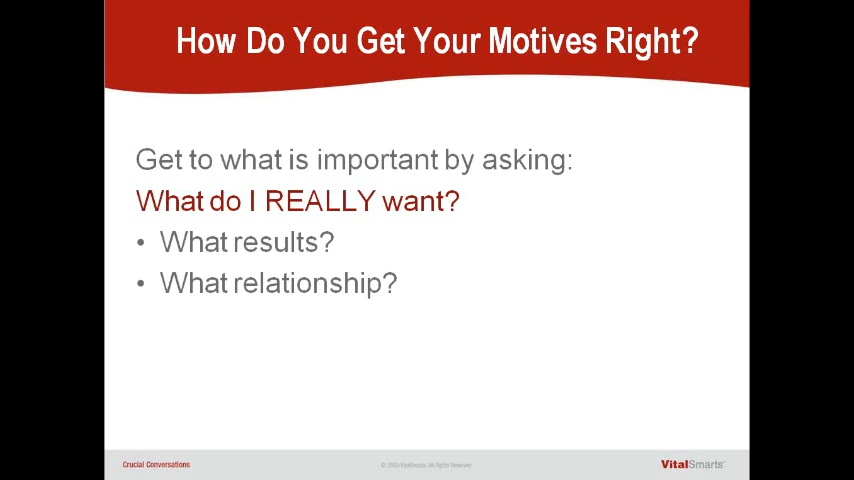 How Do You Get Your Motives Right?
Get to what is important by asking:
What do I REALLY want?
• What results?
• What relationship?
Crucial Conversations
VitalSmarts. All Rights Reserved
VitalSmarts